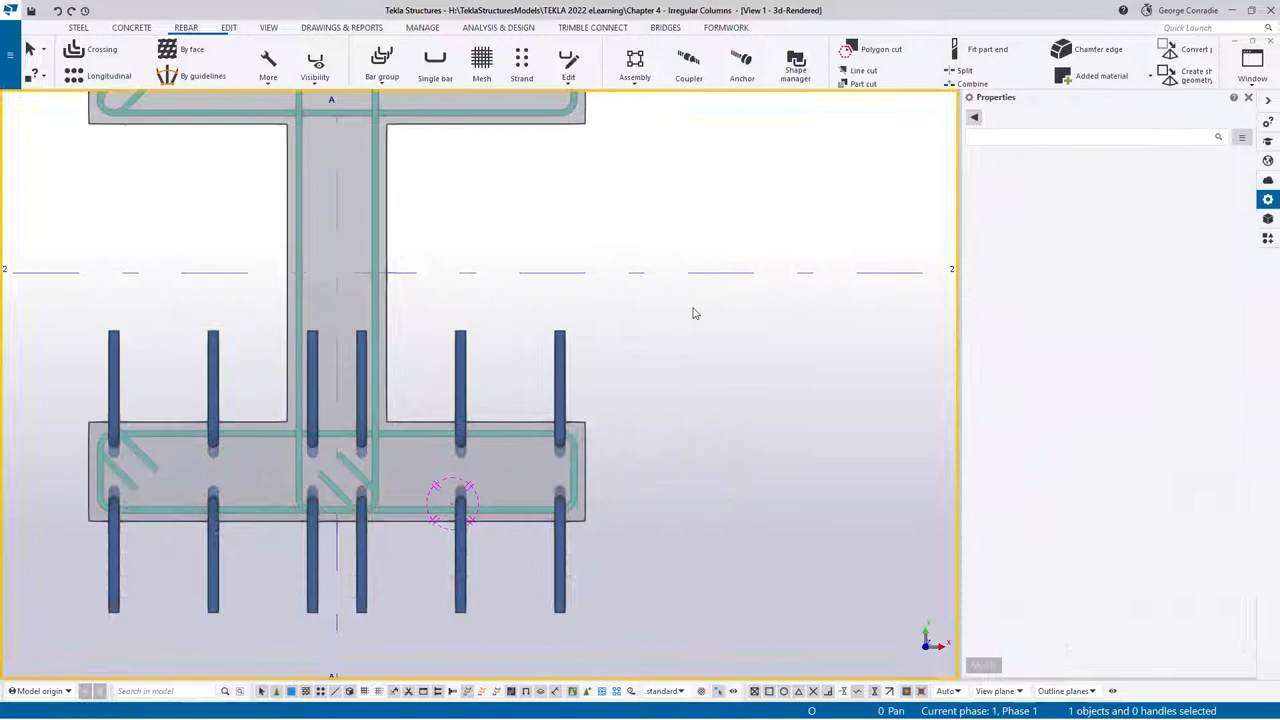 Tekla Structures - H:\TeklaStructuresModels\TEKLA 2022 eLearning\Chapter 4 - Irregular Columns - [View 1 - 3d-Rendered]
George Conradie
STEEL CONCRETE REBAR EDIT VIEW DRAWINGS & REPORTS MANAGE ANALYSIS & DESIGN TRIMBLE CONNECT BRIDGES FORMWORK
Quick Launch
Crossing By face
Longitudinal By guidelines
More Visibility Bar group Single bar Mesh Strand Edit Assembly Coupler Anchor Shape manager
Polygon cut Fit part end Chamfer edge Convert
Line cut Split Added material Create sh geometry
Part cut Combine
Window
Properties
A
2 2
A
Y
x
Modify
Model origin Search in model standard Auto View plane Outline planes
O 0 Pan Current phase: 1, Phase 1 1 objects and 0 handles selected